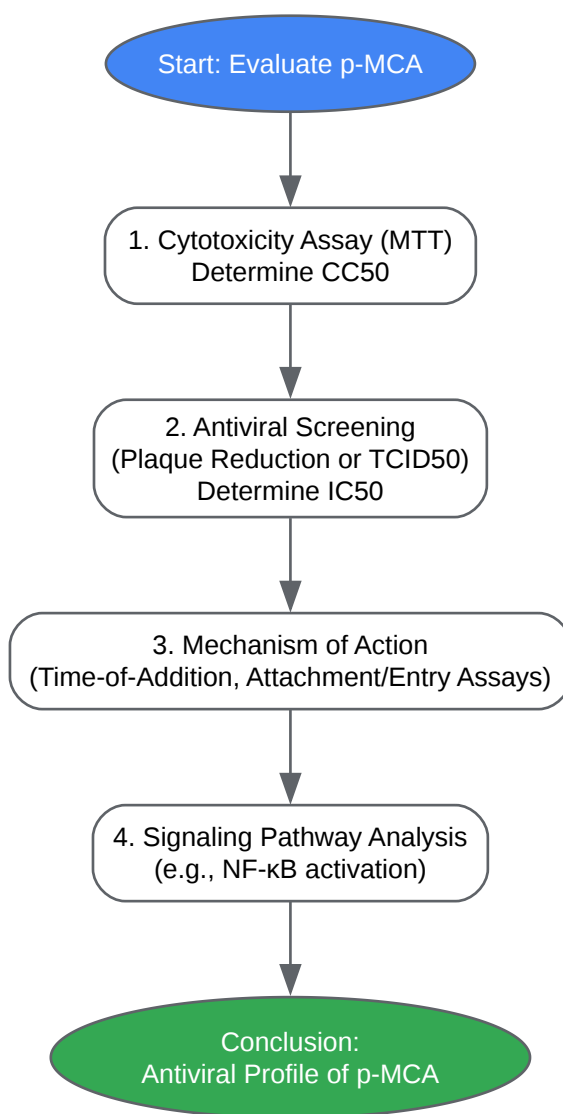 Start: Evaluate p-MCA
1. Cytotoxicity Assay (MTT)
Determine CC50
2. Antiviral Screening
(Plaque Reduction or TCID50)
Determine IC50
3. Mechanism of Action
(Time-of-Addition, Attachment/Entry Assays)
4. Signaling Pathway Analysis
(e.g., NF-κB activation)
Conclusion:
Antiviral Profile of p-MCA